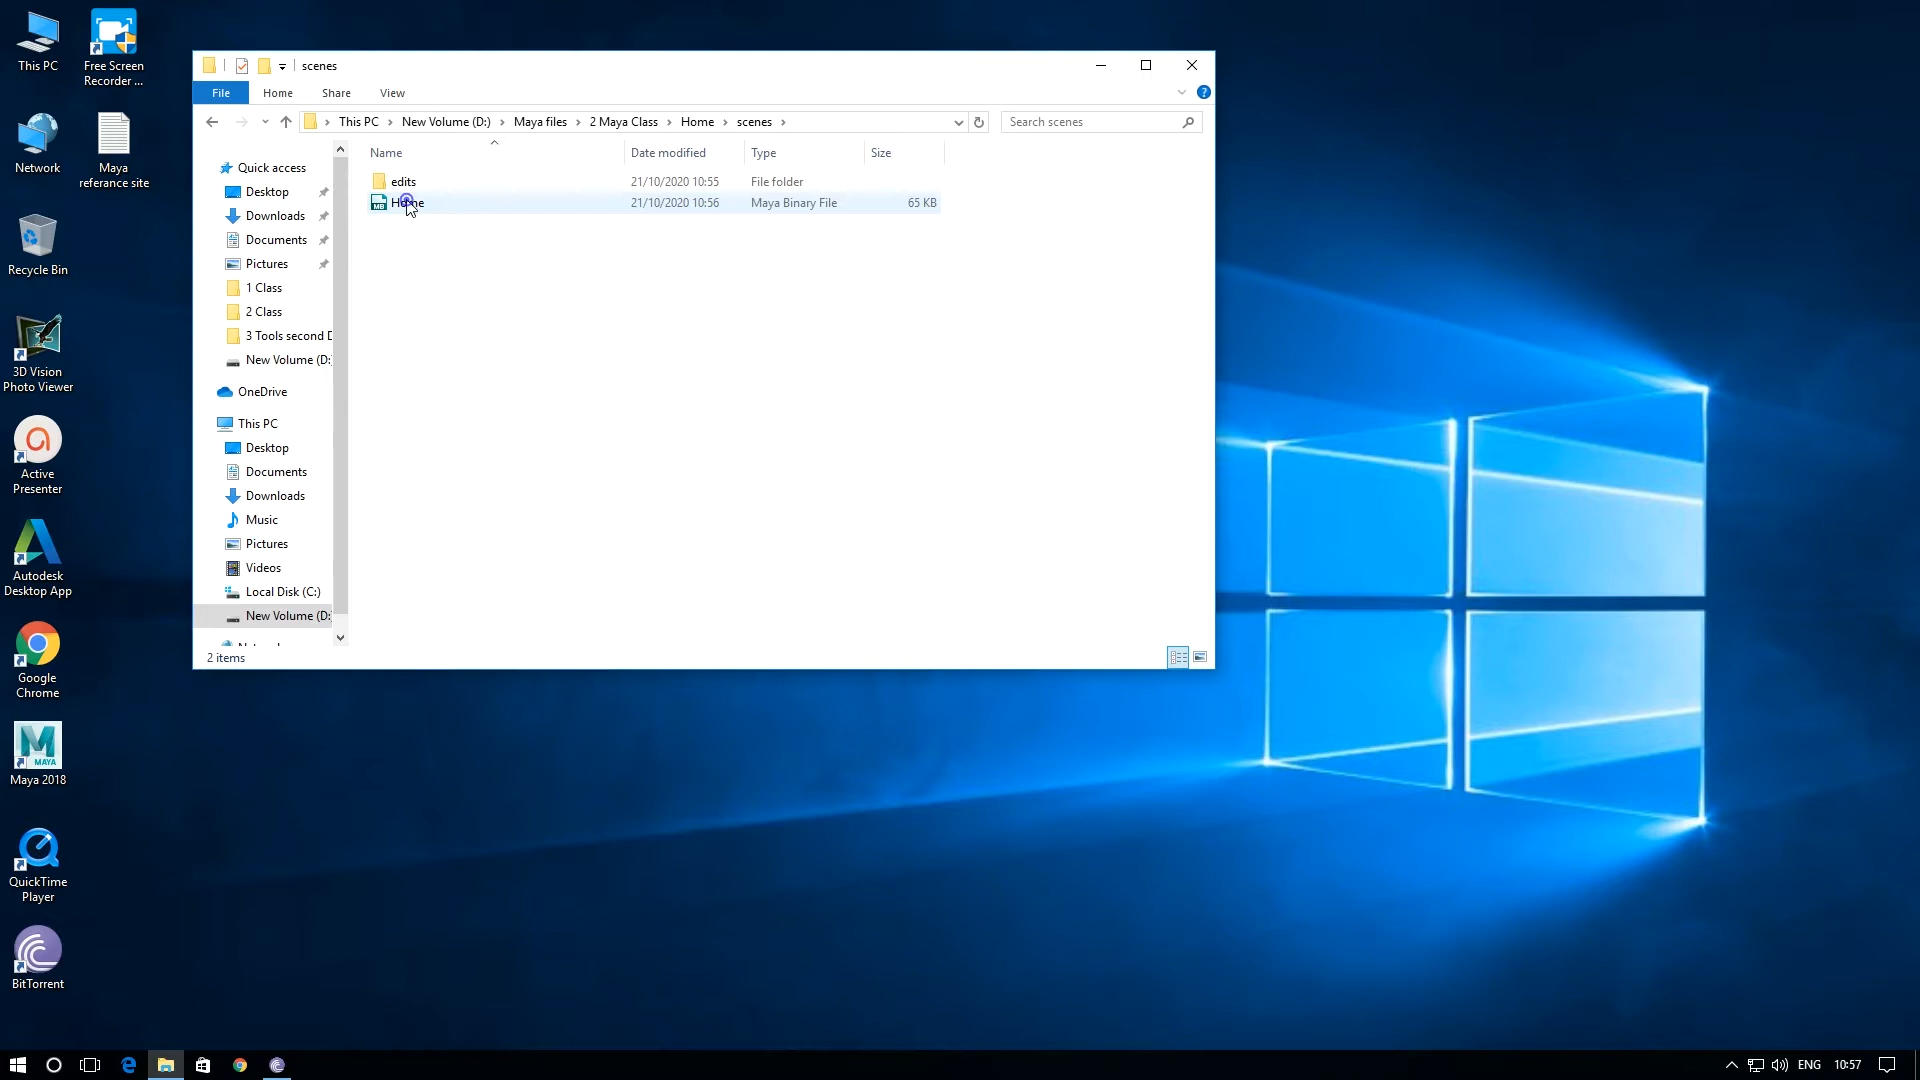 This PC
Free Screen
Recorder ...
Network
Maya
referance site
Recycle Bin
3D Vision
Photo Viewer
Active
Presenter
Autodesk
Desktop App
Google
Chrome
MAYA
Maya 2018
QuickTime
Player
BitTorrent
scenes
File
Home
Share
View
This PC
New Volume (D:)
Maya files
2 Maya Class
Home
scenes
Search scenes
Quick access
Desktop
Downloads
Documents
Pictures
1 Class
2 Class
3 Tools second D
New Volume (D:
OneDrive
This PC
Desktop
Documents
Downloads
Music
Pictures
Videos
Local Disk (C:)
New Volume (D:
Name Date modified Type Size
edits 21/10/2020 10:55 File folder
Home 21/10/2020 10:56 Maya Binary File 65 KB
2 items
ENG 10:57